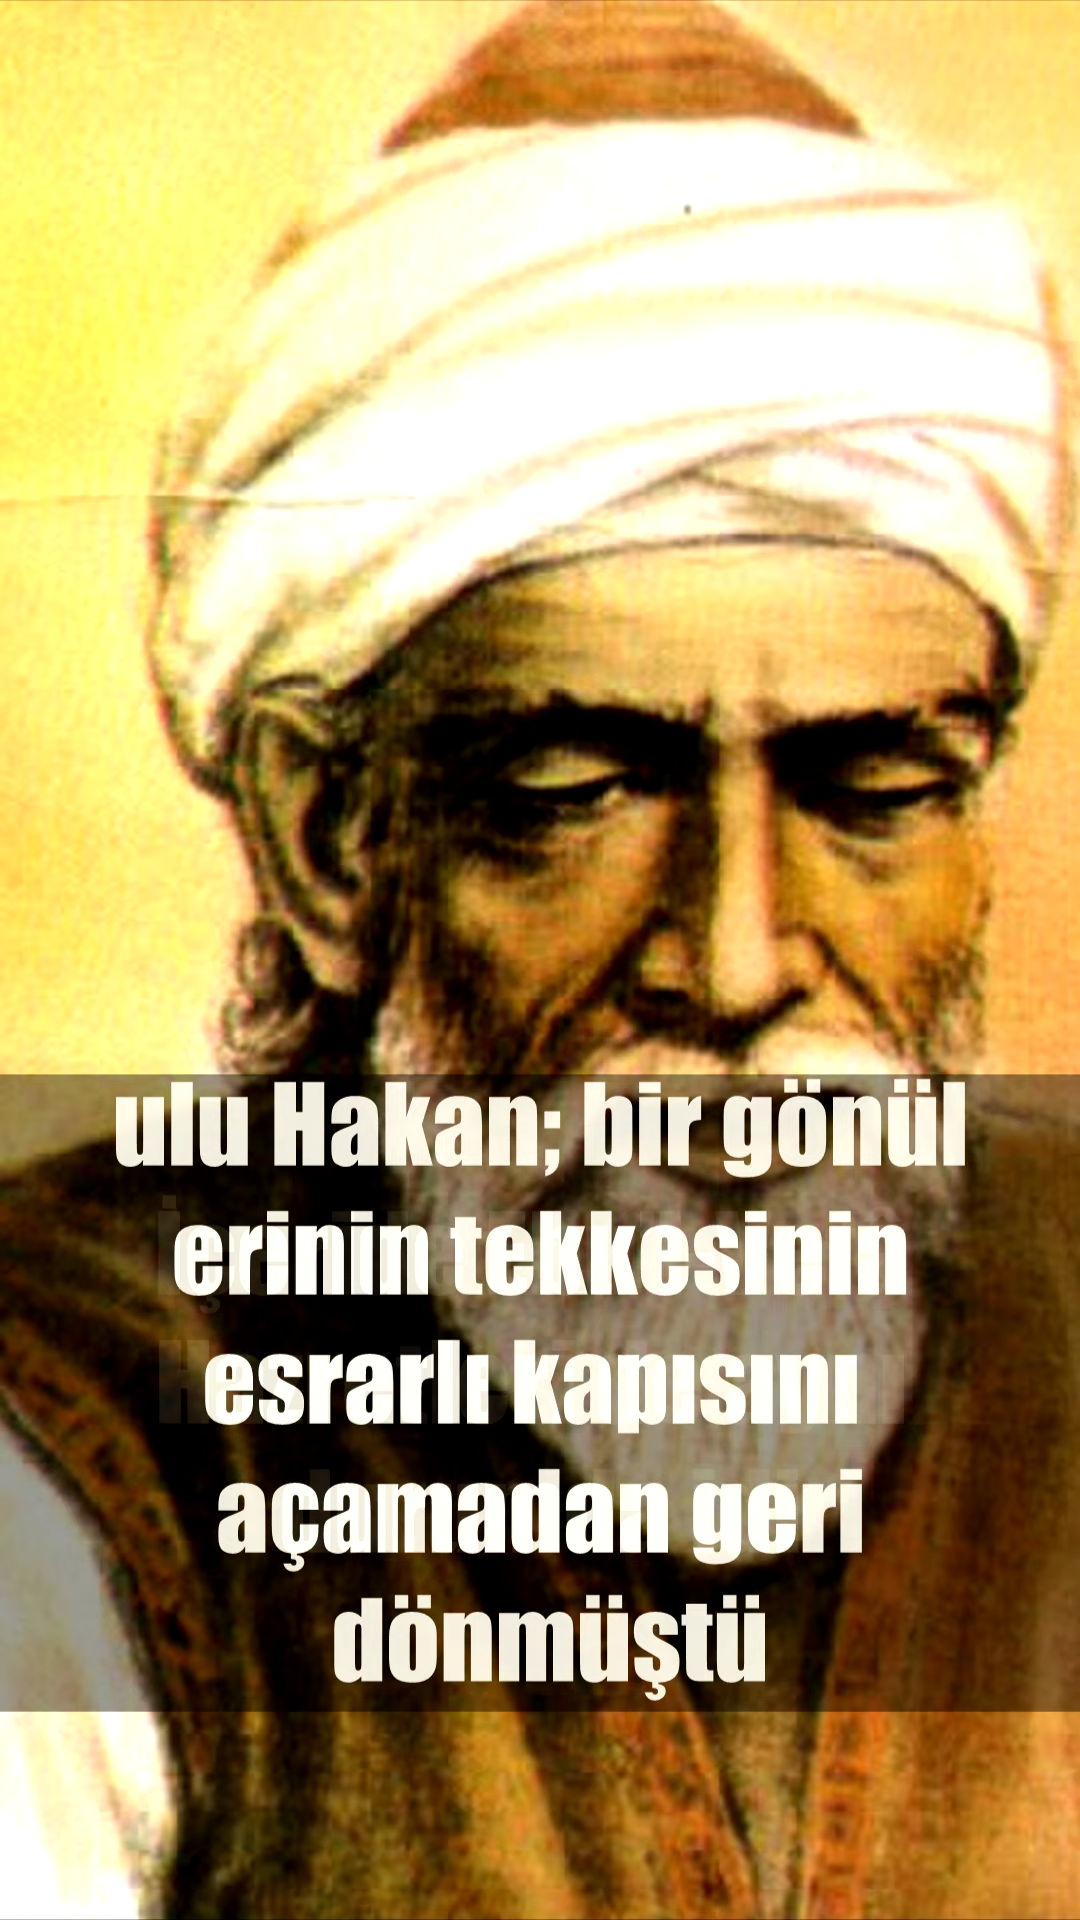 ulu Hakan; bir gönül
erinin tekkesinin
esrarlı kapısını
açamadan geri
dönmüştü